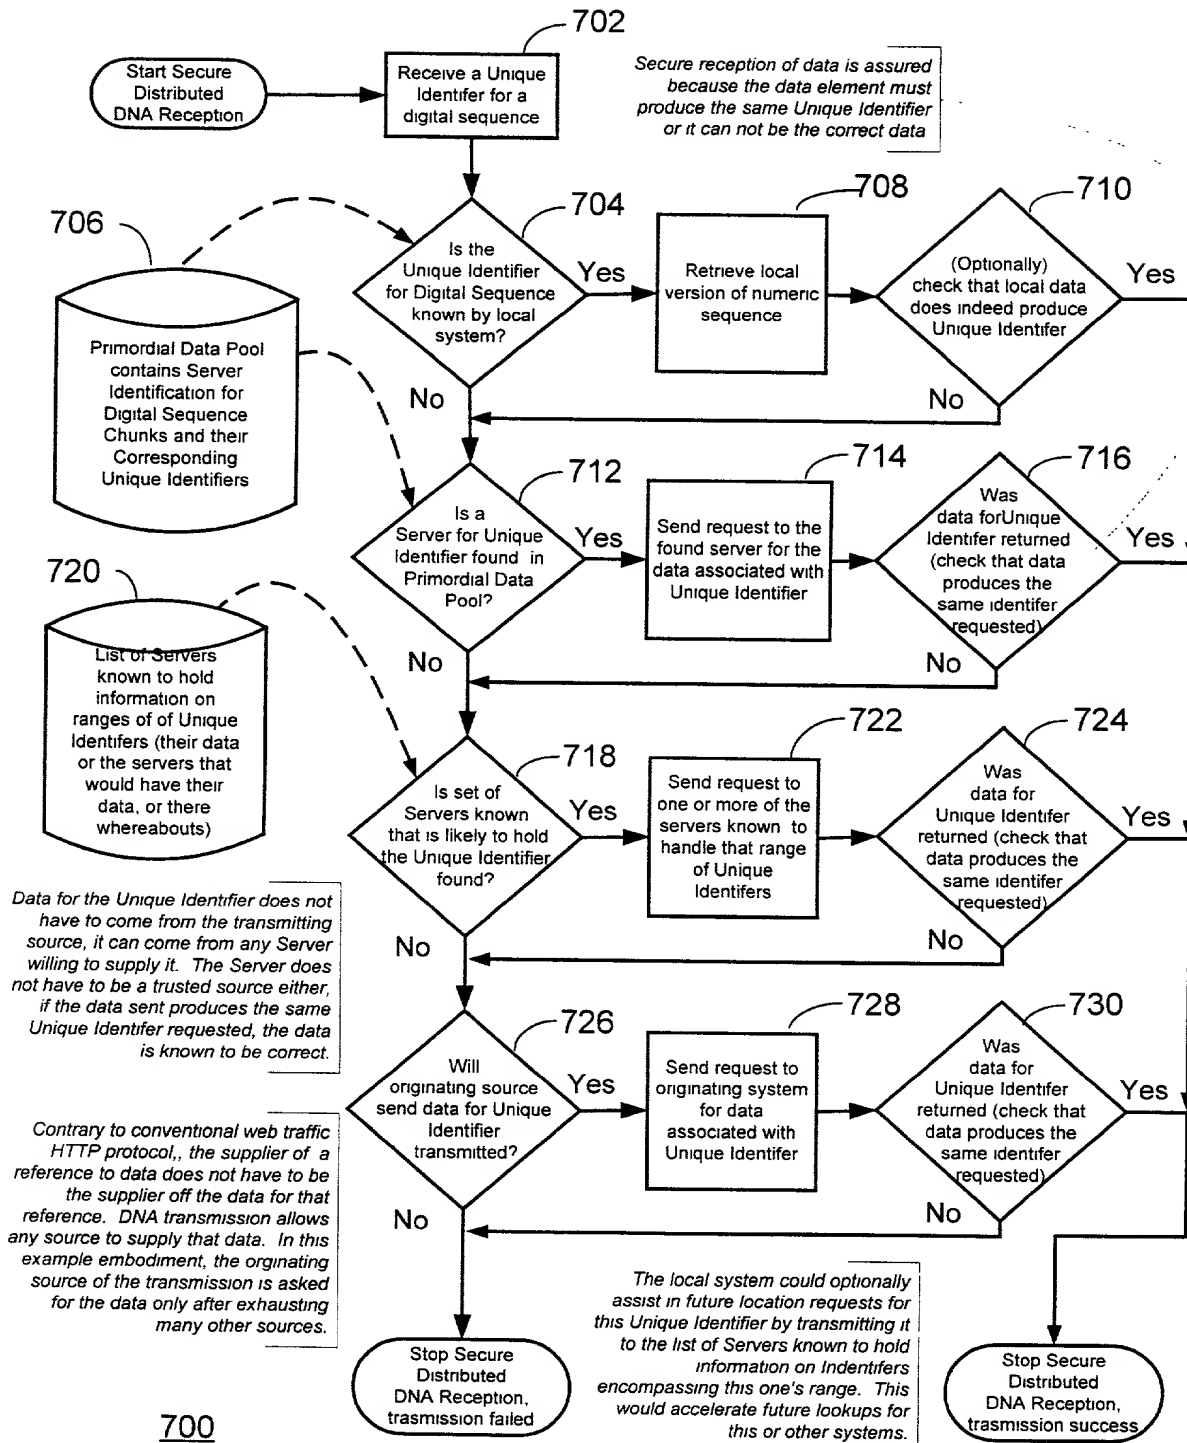 702
Start Secure
Distributed
DNA Reception
Receive a Unique
Identifer for a
digital sequence
Secure reception of data is assured
because the data element must
produce the same Unique Identifier
or it can not be the correct data
706
704
708
710
Is the
Unique Identifier
for Digital Sequence
known by local
system?
Yes
Retrieve local
version of numeric
sequence
(Optionally)
check that local data
does indeed produce
Unique Identifer
Yes
No
No
Primordial Data Pool
contains Server
Identification for
Digital Sequence
Chunks and their
Corresponding
Unique Identifiers
712
714
716
Is a
Server for Unique
Identifier found in
Primordial Data
Pool?
Yes
Send request to the
found server for the
data associated with
Unique Identifier
Was
data forUnique
Identifer returned
(check that data
produces the
same identifer
requested)
Yes
No
No
720
List of Servers
known to hold
information on
ranges of of Unique
Identifers (their data
or the servers that
would have their
data, or there
whereabouts)
718
722
724
Is set of
Servers known
that is likely to hold
the Unique Identifier
found?
Yes
Send request to
one or more of the
servers known to
handle that range
of Unique
Identifers
Was
data for
Unique Identifer
returned (check that
data produces the
same identifer
requested)
Yes
No
No
Data for the Unique Identifier does not
have to come from the transmitting
source, it can come from any Server
willing to supply it. The Server does
not have to be a trusted source either,
if the data sent produces the same
Unique Identifer requested, the data
is known to be correct.
726
728
730
Will
originating source
send data for Unique
Identifier
transmitted?
Yes
Send request to
originating system
for data
associated with
Unique Identifer
Was
data for
Unique Identifer
returned (check that
data produces the
same identifer
requested)
Yes
No
No
Contrary to conventional web traffic
HTTP protocol,, the supplier of a
reference to data does not have to be
the supplier off the data for that
reference. DNA transmission allows
any source to supply that data. In this
example embodiment, the orginating
source of the transmission is asked
for the data only after exhausting
many other sources.
Stop Secure
Distributed
DNA Reception,
trasmission failed
The local system could optionally
assist in future location requests for
this Unique Identifier by transmitting it
to the list of Servers known to hold
information on Indentifers
encompassing this one's range. This
would accelerate future lookups for
this or other systems.
Stop Secure
Distributed
DNA Reception,
trasmission success
700